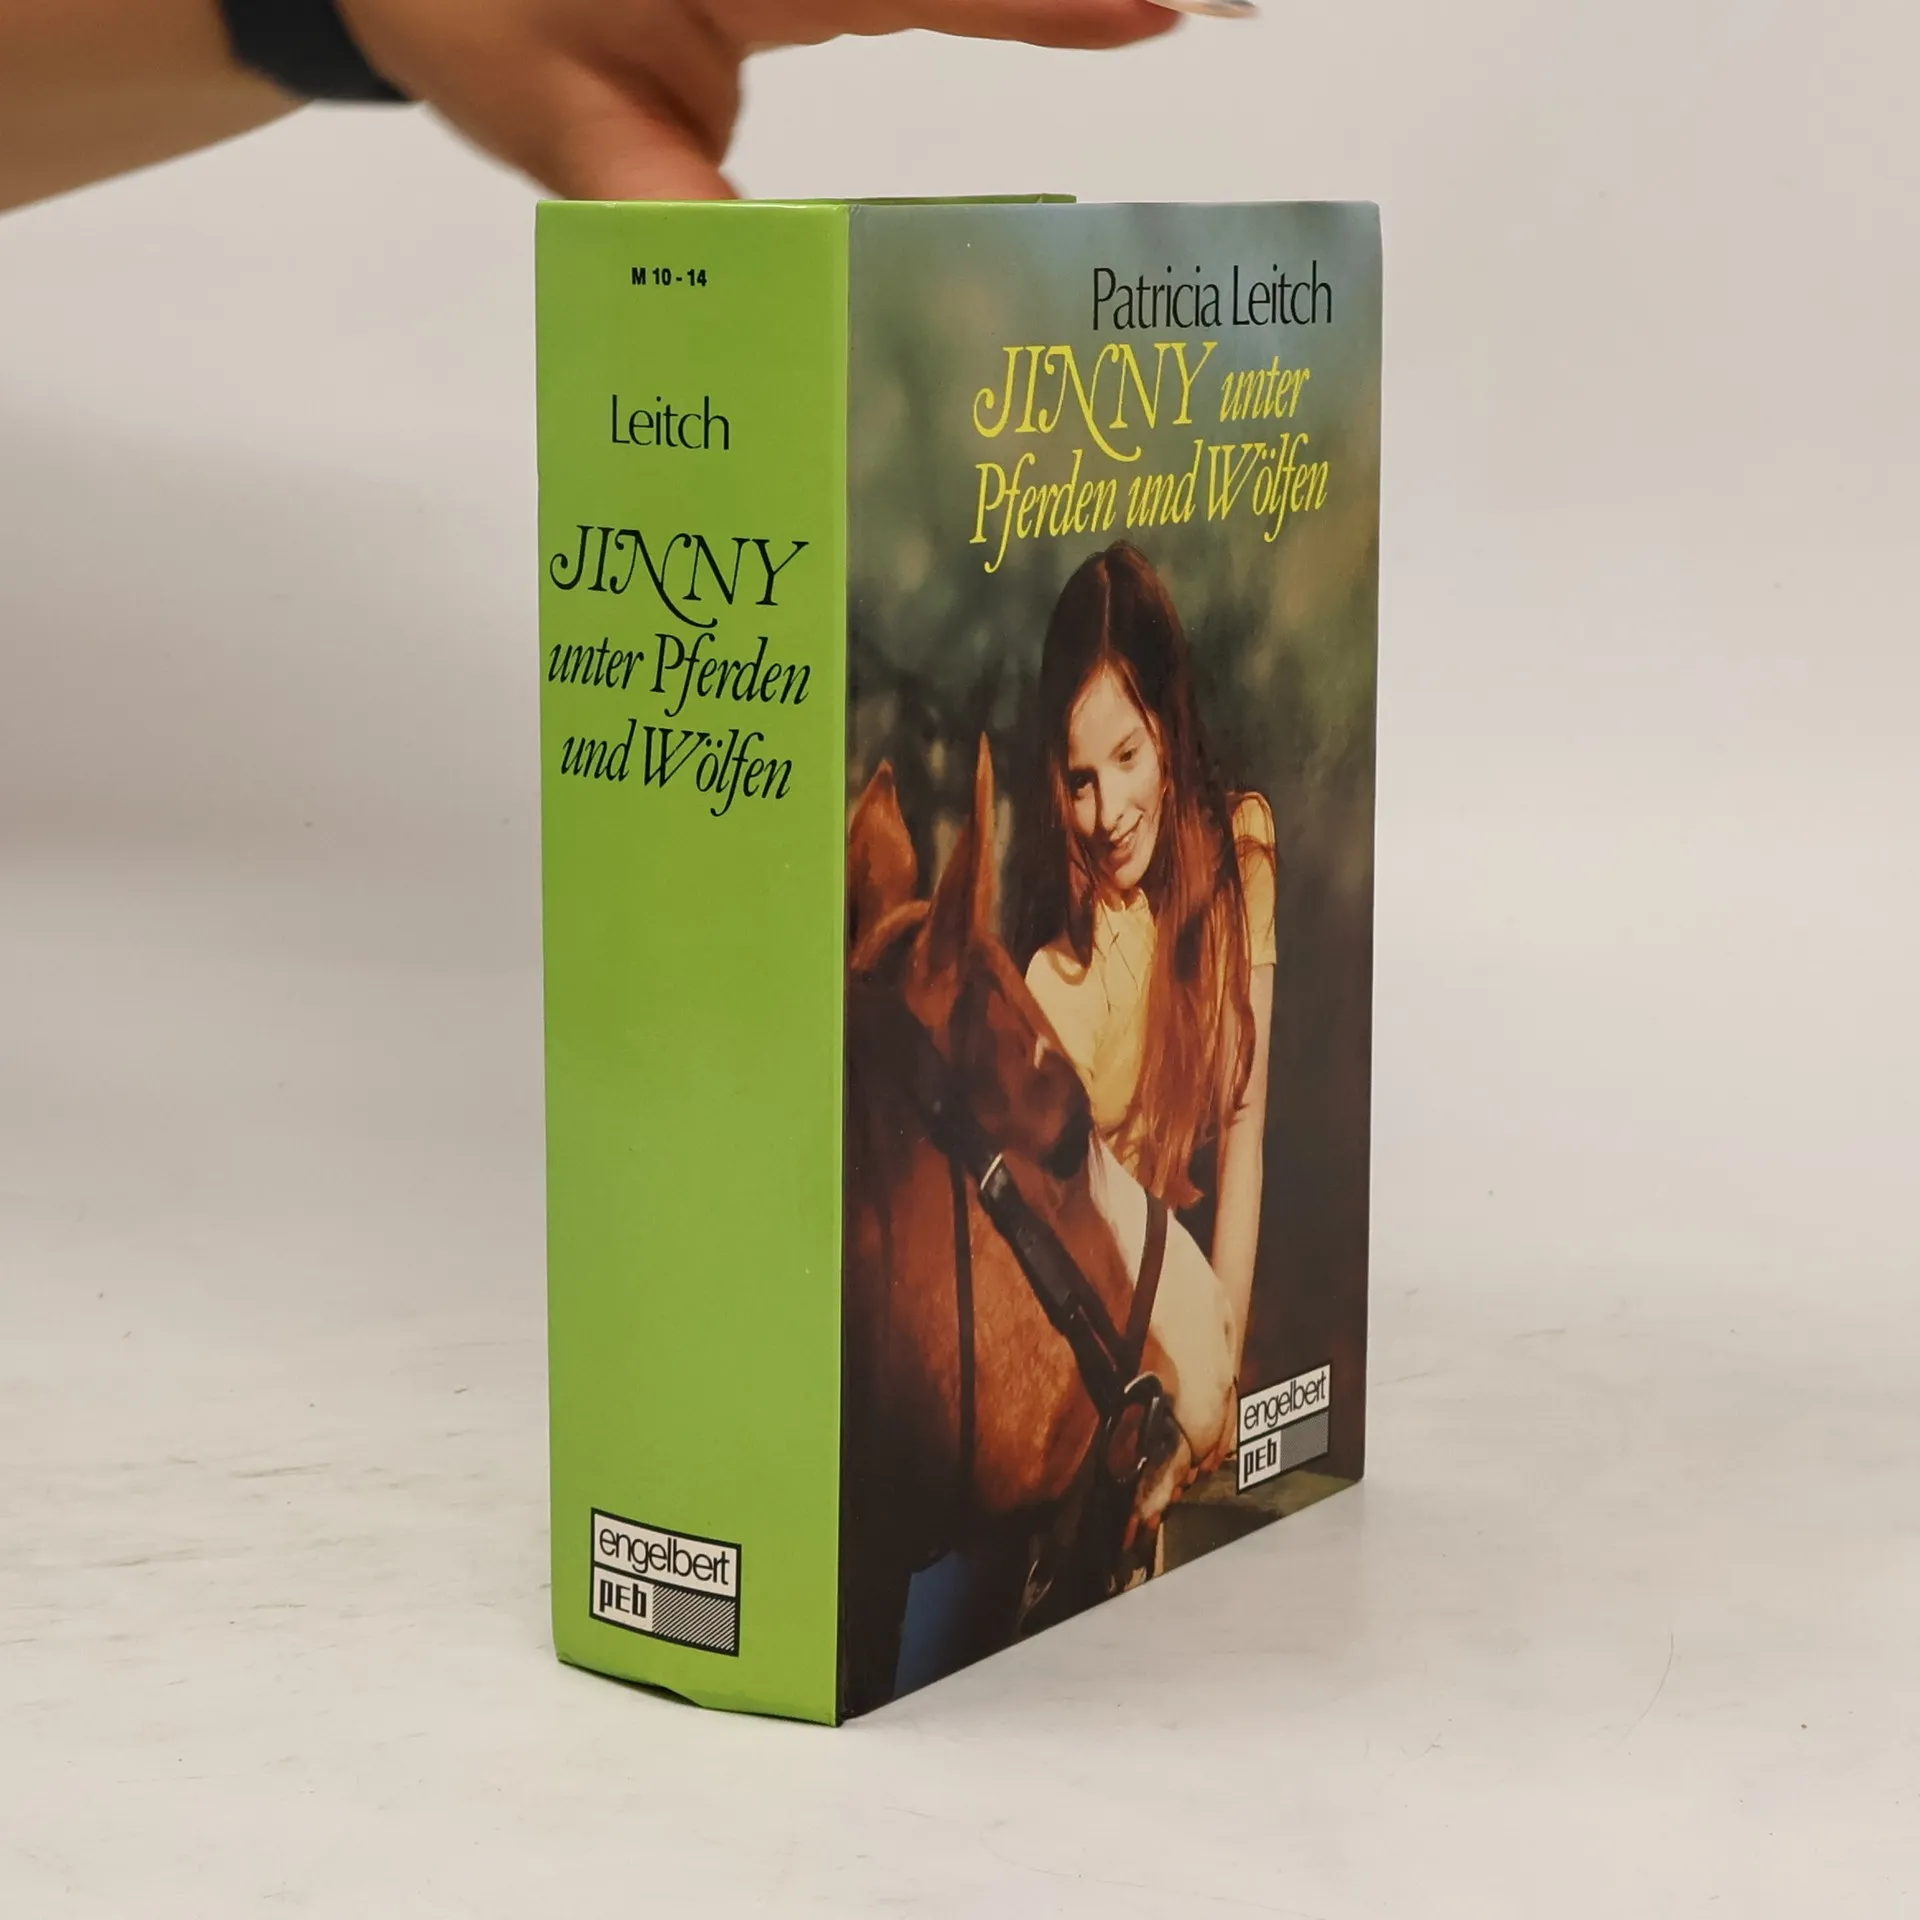 M 10 - 14
Leitch
JINNY
unter Pferden
und Wölfen
engelbert
pEb
Patricia Leitch
JINNY unter
Pferden und Wölfen
engelbert
pEb